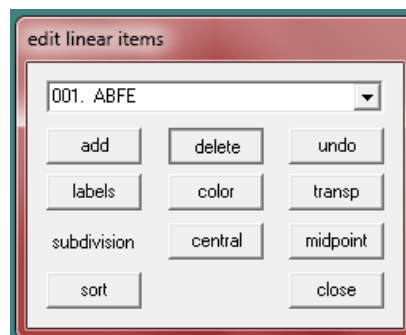 edit linear items
001. ABFE
add delete undo
labels color transp
subdivision central midpoint
sort close